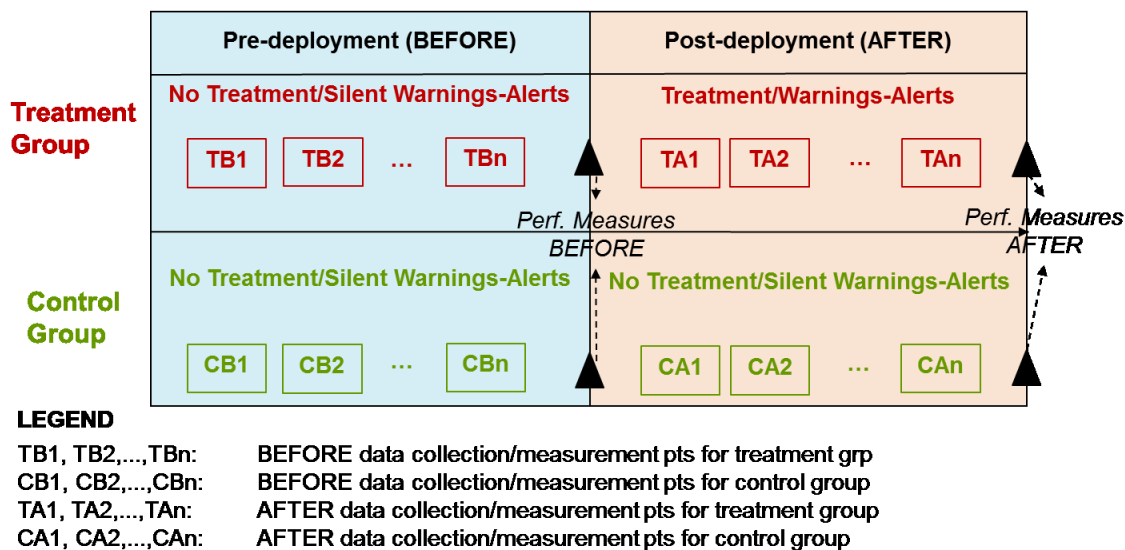 Pre-deployment (BEFORE)
Post-deployment (AFTER)
Treatment
Group
No Treatment/Silent Warnings-Alerts
Treatment/Warnings-Alerts
TB1 TB2 ... TBn
TA1 TA2 ... TAn
Perf. Measures
BEFORE
Perf. Measures
AFTER
Control
Group
No Treatment/Silent Warnings-Alerts
No Treatment/Silent Warnings-Alerts
CB1 CB2 ... CBn
CA1 CA2 ... CAn
LEGEND
TB1, TB2,...,TBn: BEFORE data collection/measurement pts for treatment grp
CB1, CB2,...,CBn: BEFORE data collection/measurement pts for control group
TA1, TA2,...,TAn: AFTER data collection/measurement pts for treatment group
CA1, CA2,...,CAn: AFTER data collection/measurement pts for control group